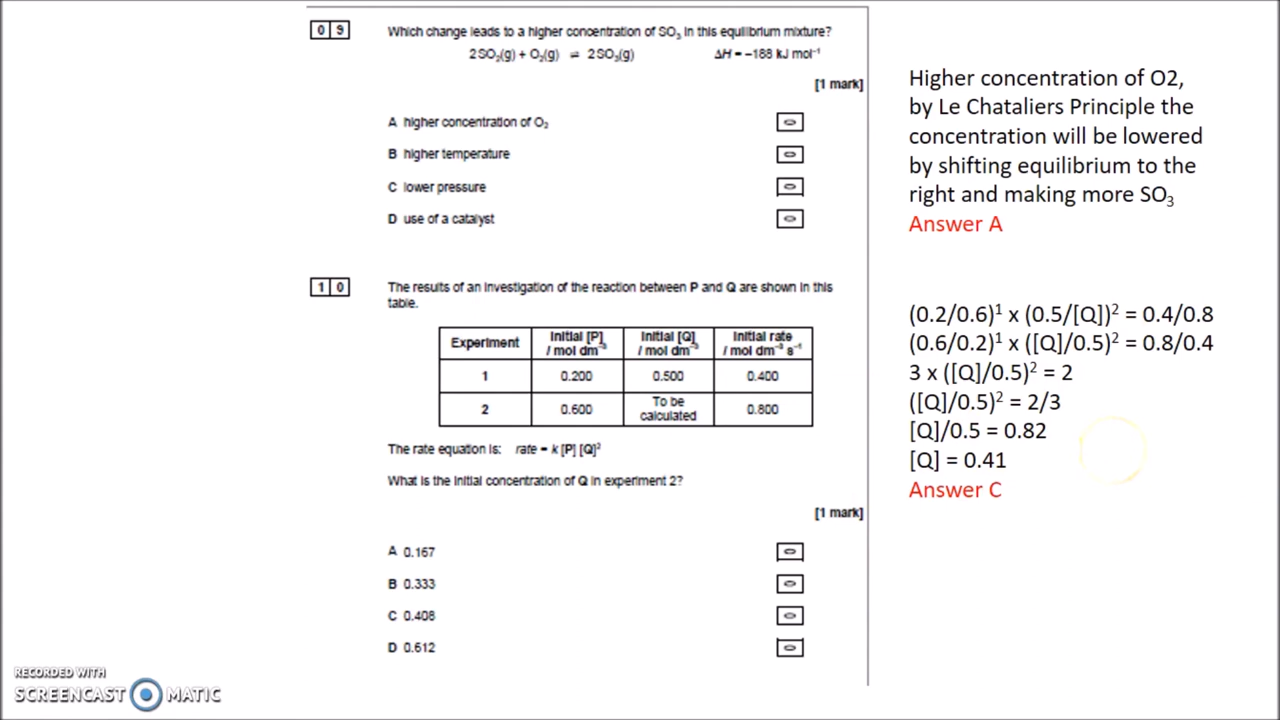 0 9 Which change leads to a higher concentration of SO₃ in this equilibrium mixture?
2SO₂(g) + O₂(g) ⇌ 2SO₃(g) ΔH = −188 kJ mol⁻¹
[1 mark]
A higher concentration of O₂
B higher temperature
C lower pressure
D use of a catalyst
1 0 The results of an investigation of the reaction between P and Q are shown in this
table.
Experiment Initial [P] / mol dm⁻³ Initial [Q] / mol dm⁻³ Initial rate / mol dm⁻³ s⁻¹
1 0.200 0.500 0.400
2 0.600 To be calculated 0.800
The rate equation is: rate = k [P] [Q]²
What is the initial concentration of Q in experiment 2?
[1 mark]
A 0.167
B 0.333
C 0.408
D 0.612
Higher concentration of O2,
by Le Chataliers Principle the
concentration will be lowered
by shifting equilibrium to the
right and making more SO₃
Answer A
(0.2/0.6)¹ x (0.5/[Q])² = 0.4/0.8
(0.6/0.2)¹ x ([Q]/0.5)² = 0.8/0.4
3 x ([Q]/0.5)² = 2
([Q]/0.5)² = 2/3
[Q]/0.5 = 0.82
[Q] = 0.41
Answer C
RECORDED WITH
SCREENCAST MATIC